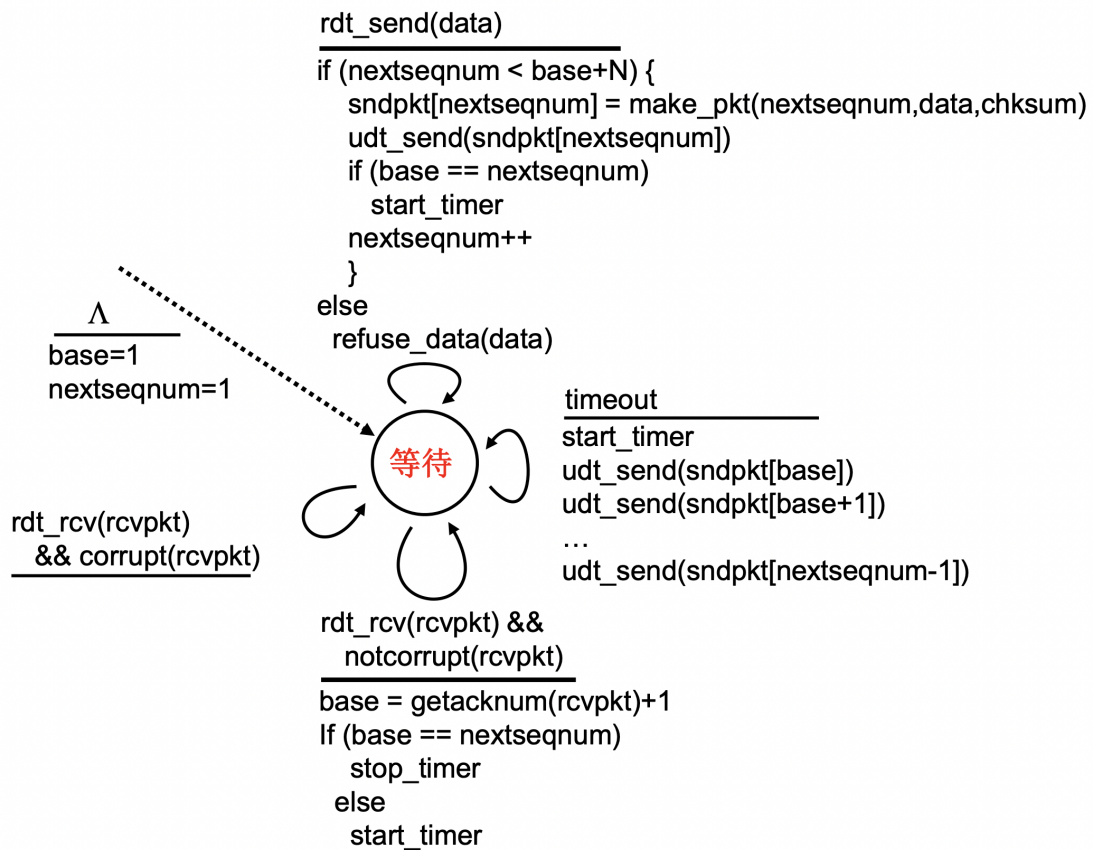 rdt_send(data)
if (nextseqnum < base+N) {
sndpkt[nextseqnum] = make_pkt(nextseqnum,data,chksum)
udt_send(sndpkt[nextseqnum])
if (base == nextseqnum)
start_timer
nextseqnum++
}
else
refuse_data(data)
Λ
base=1
nextseqnum=1
等待
timeout
start_timer
udt_send(sndpkt[base])
udt_send(sndpkt[base+1])
…
udt_send(sndpkt[nextseqnum-1])
rdt_rcv(rcvpkt)
&& corrupt(rcvpkt)
rdt_rcv(rcvpkt) &&
notcorrupt(rcvpkt)
base = getacknum(rcvpkt)+1
If (base == nextseqnum)
stop_timer
else
start_timer